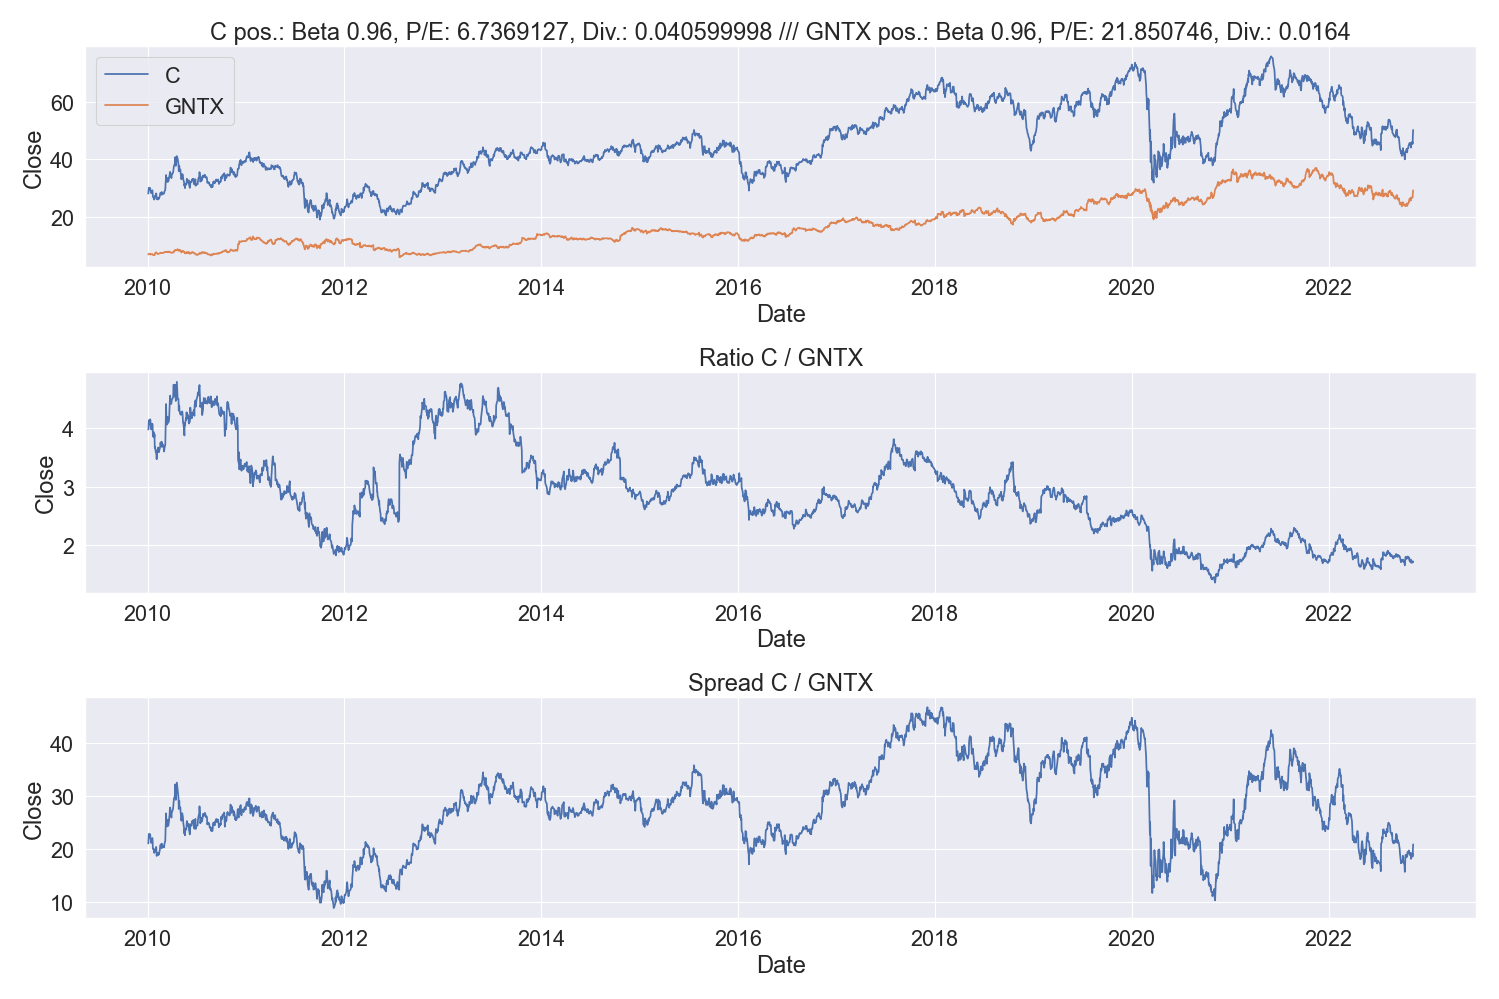 C pos.: Beta 0.96, P/E: 6.7369127, Div.: 0.040599998 /// GNTX pos.: Beta 0.96, P/E: 21.850746, Div.: 0.0164
C
GNTX
60
40
20
Close
2010 2012 2014 2016 2018 2020 2022
Date
Ratio C / GNTX
4
3
2
Close
2010 2012 2014 2016 2018 2020 2022
Date
Spread C / GNTX
40
30
20
10
Close
2010 2012 2014 2016 2018 2020 2022
Date